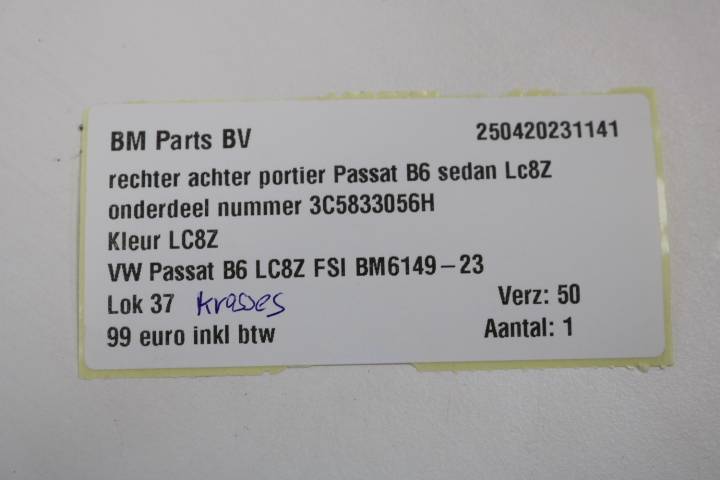 BM Parts BV 250420231141
rechter achter portier Passat B6 sedan Lc8Z
onderdeel nummer 3C5833056H
Kleur LC8Z
VW Passat B6 LC8Z FSI BM6149-23
Lok 37 krasses Verz: 50
99 euro inkl btw Aantal: 1